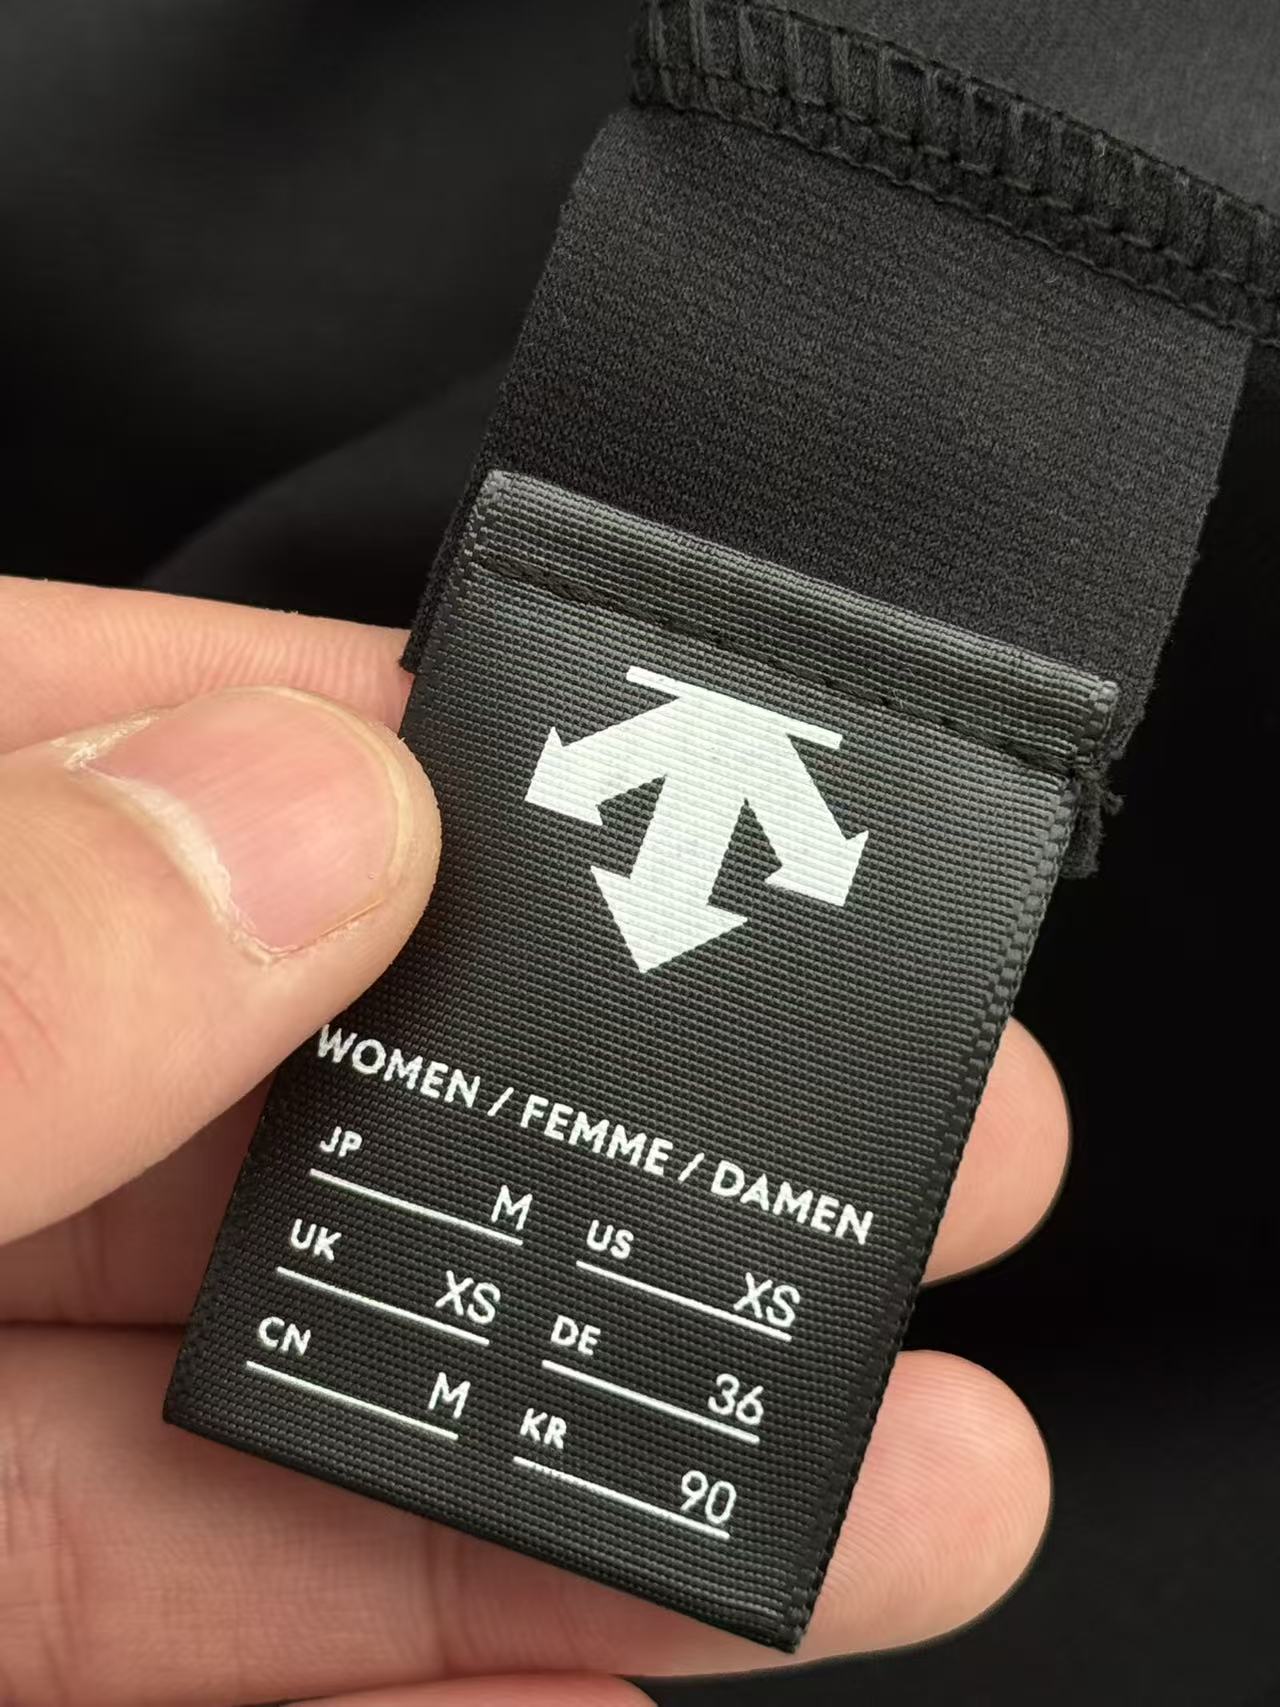 WOMEN / FEMME / DAMEN
JP M US XS
UK XS DE 36
CN M KR 90